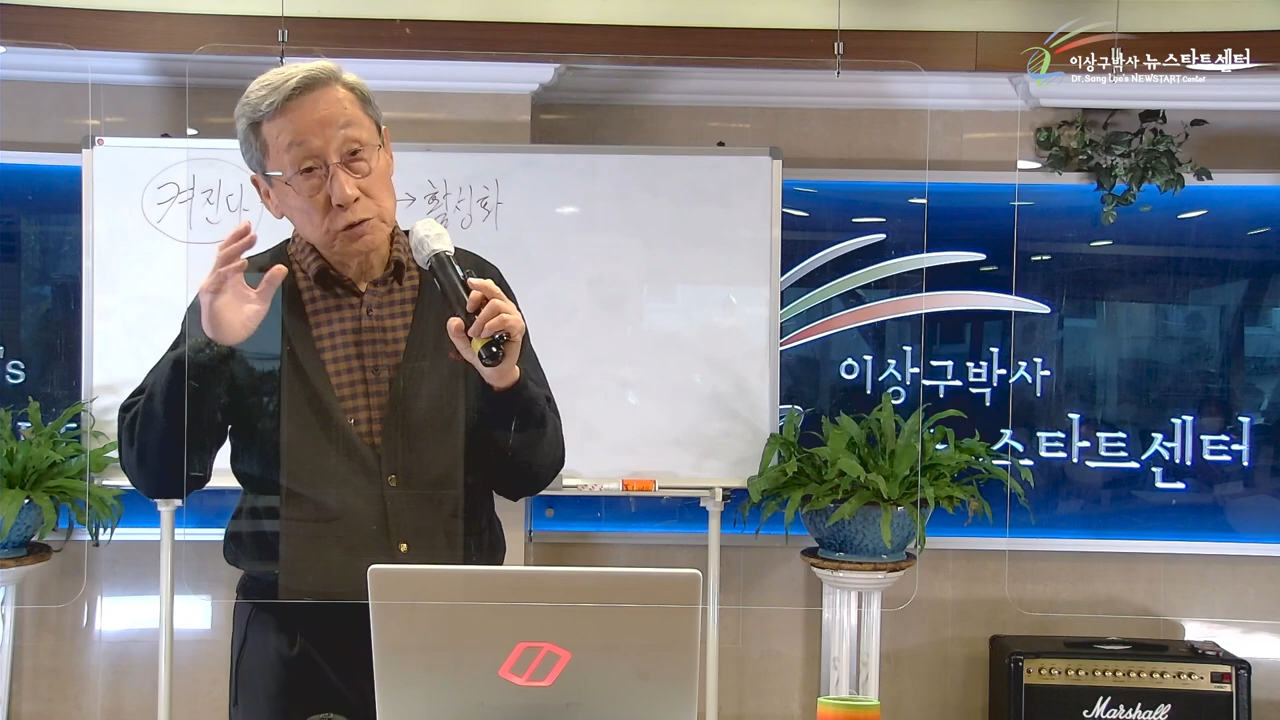 이상구박사 뉴스타트센터
Dr. Sang Lee's NEWSTART Center
켜진다
→ 활성화
's
이상구박사
스타트센터
Marshall